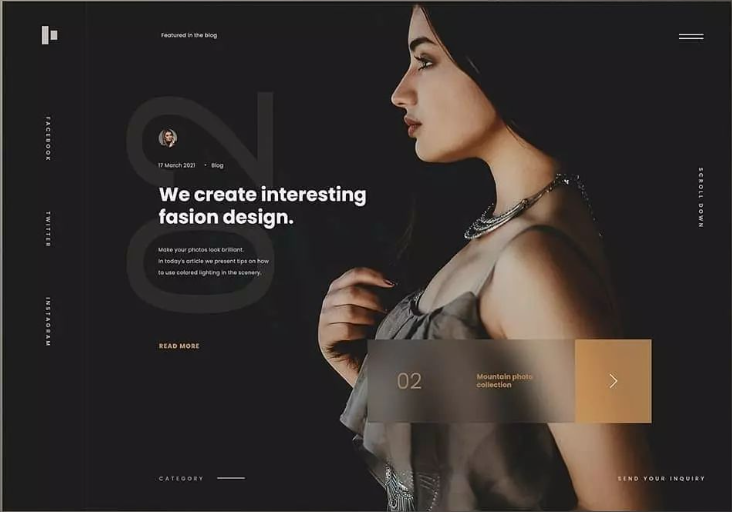 Featured in the blog
FACEBOOK
TWITTER
INSTAGRAM
02
17 March 2021 • Blog
We create interesting
fasion design.
Make your photos look brilliant.
In today's article we present tips on how
to use colored lighting in the scenery.
READ MORE
SCROLL DOWN
02
Mountain photo
collection
CATEGORY
SEND YOUR INQUIRY